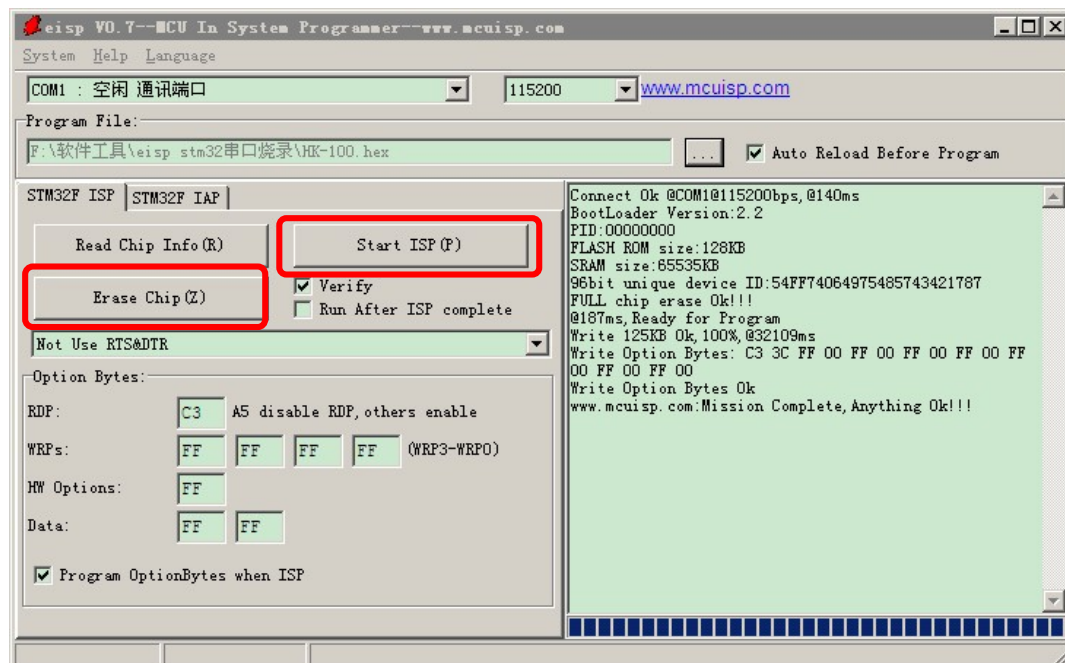 eisp V0.7--MCU In System Programmer--www.mcuisp.com
System Help Language
COM1 : 空闲 通讯端口
115200
www.mcuisp.com
Program File:
F:\软件工具\eisp stm32串口烧录\HK-100.hex
...
Auto Reload Before Program
STM32F ISP
STM32F IAP
Read Chip Info(R)
Start ISP(P)
Erase Chip(Z)
Verify
Run After ISP complete
Not Use RTS&DTR
Option Bytes:
RDP: C3 A5 disable RDP,others enable
WRPs: FF FF FF FF (WRP3-WRP0)
HW Options: FF
Data: FF FF
Program OptionBytes when ISP
Connect Ok @COM1@115200bps,@140ms
BootLoader Version:2.2
PID:00000000
FLASH ROM size:128KB
SRAM size:65535KB
96bit unique device ID:54FF74064975485743421787
FULL chip erase Ok!!!
@187ms,Ready for Program
Write 125KB Ok,100%,@32109ms
Write Option Bytes: C3 3C FF 00 FF 00 FF 00 FF 00 FF
00 FF 00 FF 00
Write Option Bytes Ok
www.mcuisp.com:Mission Complete,Anything Ok!!!